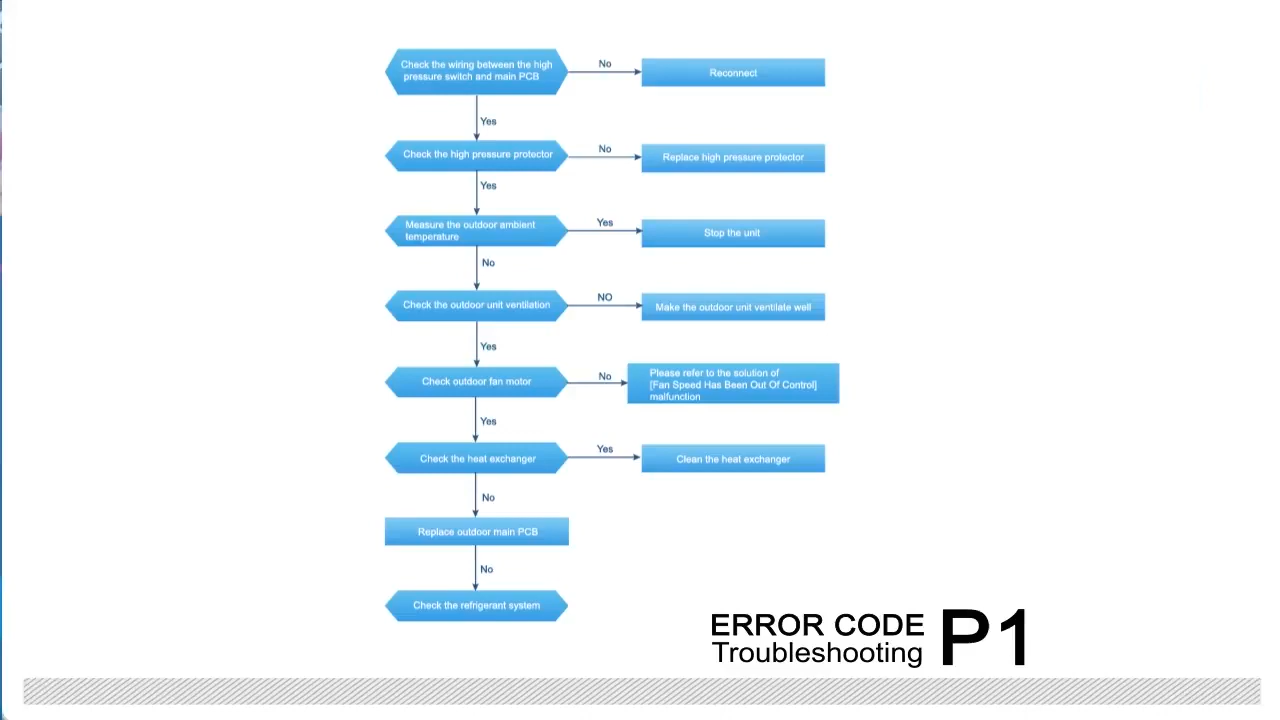 Check the wiring between the high
pressure switch and main PCB
No
Reconnect
Yes
Check the high pressure protector
No
Replace high pressure protector
Yes
Measure the outdoor ambient
temperature
Yes
Stop the unit
No
Check the outdoor unit ventilation
NO
Make the outdoor unit ventilate well
Yes
Check outdoor fan motor
No
Please refer to the solution of
[Fan Speed Has Been Out Of Control]
malfunction
Yes
Check the heat exchanger
Yes
Clean the heat exchanger
No
Replace outdoor main PCB
No
Check the refrigerant system
ERROR CODE
Troubleshooting
P1